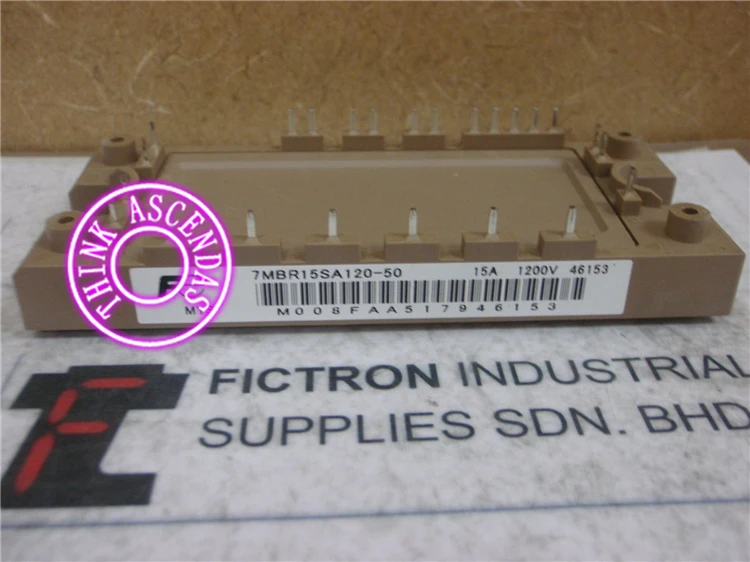 THINK ASCENDAS
7MBR15SA120-50 15A 1200V 46153
M008FAA517946153
FICTRON INDUSTRIAL
SUPPLIES SDN. BHD